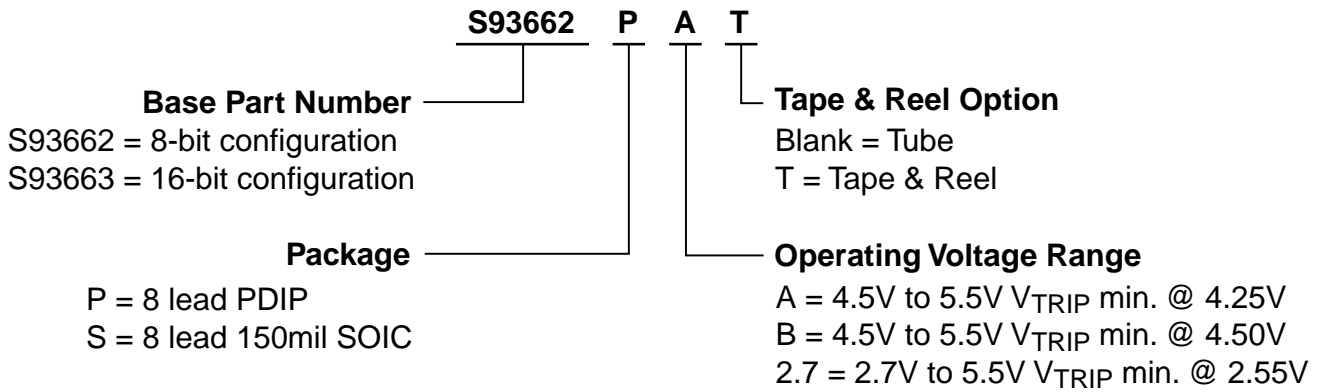 S93662 P A T
Base Part Number
S93662 = 8-bit configuration
S93663 = 16-bit configuration
Tape & Reel Option
Blank = Tube
T = Tape & Reel
Package
P = 8 lead PDIP
S = 8 lead 150mil SOIC
Operating Voltage Range
A = 4.5V to 5.5V VTRIP min. @ 4.25V
B = 4.5V to 5.5V VTRIP min. @ 4.50V
2.7 = 2.7V to 5.5V VTRIP min. @ 2.55V